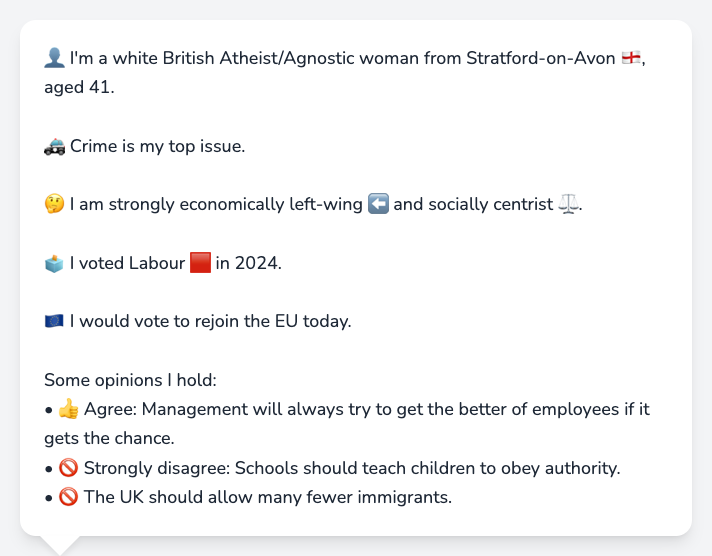 👤 I'm a white British Atheist/Agnostic woman from Stratford-on-Avon 🏴󠁧󠁢󠁥󠁮󠁧󠁿,
aged 41.
🚓 Crime is my top issue.
🤔 I am strongly economically left-wing ⬅️ and socially centrist ⚖️.
🗳️ I voted Labour 🟥 in 2024.
🇪🇺 I would vote to rejoin the EU today.
Some opinions I hold:
• 👍 Agree: Management will always try to get the better of employees if it
gets the chance.
• 🚫 Strongly disagree: Schools should teach children to obey authority.
• 🚫 The UK should allow many fewer immigrants.